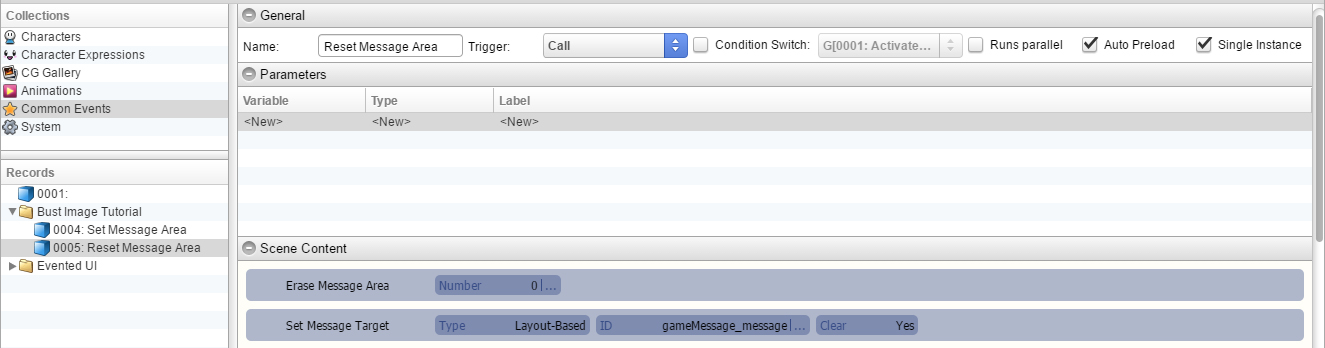 Collections
Characters
Character Expressions
CG Gallery
Animations
Common Events
System
Records
0001:
Bust Image Tutorial
0004: Set Message Area
0005: Reset Message Area
Evented UI
General
Name: Reset Message Area Trigger: Call Condition Switch: G[0001: Activate... Runs parallel Auto Preload Single Instance
Parameters
Variable Type Label
<New> <New> <New>
Scene Content
Erase Message Area Number 0 ...
Set Message Target Type Layout-Based ID gameMessage_message ... Clear Yes